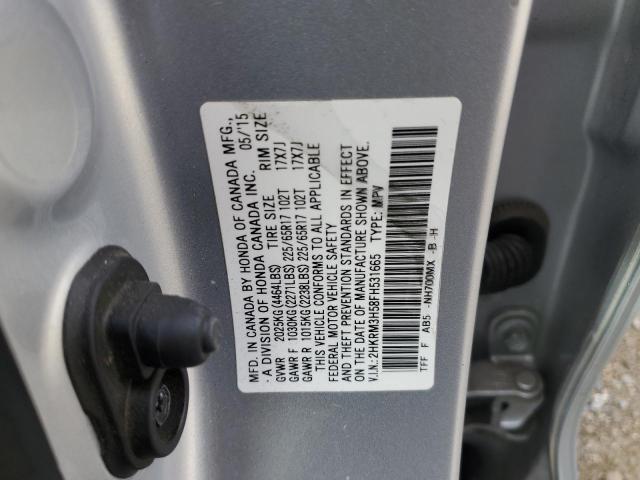 MFD. IN CANADA BY HONDA OF CANADA MFG.,
- A DIVISION OF HONDA CANADA INC. 05/15
GVWR 2025KG(4464LBS) TIRE SIZE RIM SIZE
GAWR F 1030KG(2271LBS) 225/65R17 102T 17X7J
GAWR R 1015KG(2238LBS) 225/65R17 102T 17X7J
THIS VEHICLE CONFORMS TO ALL APPLICABLE
FEDERAL MOTOR VEHICLE SAFETY
AND THEFT PREVENTION STANDARDS IN EFFECT
ON THE DATE OF MANUFACTURE SHOWN ABOVE.
V.I.N.: 2HKRM3H58FH531665 TYPE: MPV
TFF F AB5 -NH700MX -B -H